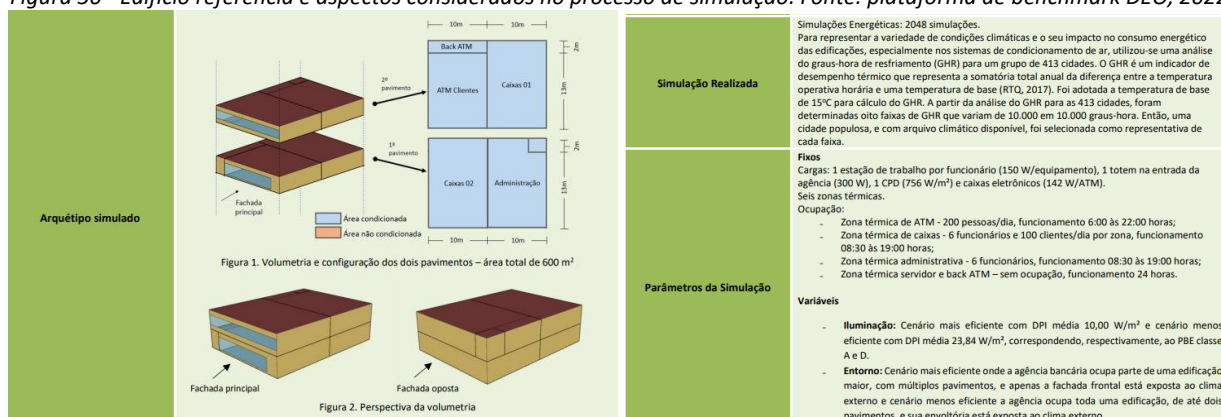 Figura 50 - Edifício referência e aspectos considerados no processo de simulação. Fonte: plataforma de benchmark DEO, 2022
Arquétipo simulado
10m
10m
Back ATM
2m
2º
pavimento
ATM Clientes
Caixas 01
13m
1º
pavimento
2m
Caixas 02
Administração
13m
Fachada
principal
Área condicionada
Área não condicionada
10m
10m
Figura 1. Volumetria e configuração dos dois pavimentos – área total de 600 m²
Fachada principal
Fachada oposta
Figura 2. Perspectiva da volumetria
Simulação Realizada
Simulações Energéticas: 2048 simulações.
Para representar a variedade de condições climáticas e o seu impacto no consumo energético
das edificações, especialmente nos sistemas de condicionamento de ar, utilizou-se uma análise
do graus-hora de resfriamento (GHR) para um grupo de 413 cidades. O GHR é um indicador de
desempenho térmico que representa a somatória total anual da diferença entre a temperatura
operativa horária e uma temperatura de base (RTQ, 2017). Foi adotada a temperatura de base
de 15ºC para cálculo do GHR. A partir da análise do GHR para as 413 cidades, foram
determinadas oito faixas de GHR que variam de 10.000 em 10.000 graus-hora. Então, uma
cidade populosa, e com arquivo climático disponível, foi selecionada como representativa de
cada faixa.
Parâmetros da Simulação
Fixos
Cargas: 1 estação de trabalho por funcionário (150 W/equipamento), 1 totem na entrada da
agência (300 W), 1 CPD (756 W/m²) e caixas eletrônicos (142 W/ATM).
Seis zonas térmicas.
Ocupação:
- Zona térmica de ATM - 200 pessoas/dia, funcionamento 6:00 às 22:00 horas;
- Zona térmica de caixas - 6 funcionários e 100 clientes/dia por zona, funcionamento
08:30 às 19:00 horas;
- Zona térmica administrativa - 6 funcionários, funcionamento 08:30 às 19:00 horas;
- Zona térmica servidor e back ATM – sem ocupação, funcionamento 24 horas.
Variáveis
- Iluminação: Cenário mais eficiente com DPI média 10,00 W/m² e cenário menos
eficiente com DPI média 23,84 W/m², correspondendo, respectivamente, ao PBE classe
A e D.
- Entorno: Cenário mais eficiente onde a agência bancária ocupa parte de uma edificação
maior, com múltiplos pavimentos, e apenas a fachada frontal está exposta ao clima
externo e cenário menos eficiente a agência ocupa toda uma edificação, de até dois
pavimentos, e sua envoltória está exposta ao clima externo.